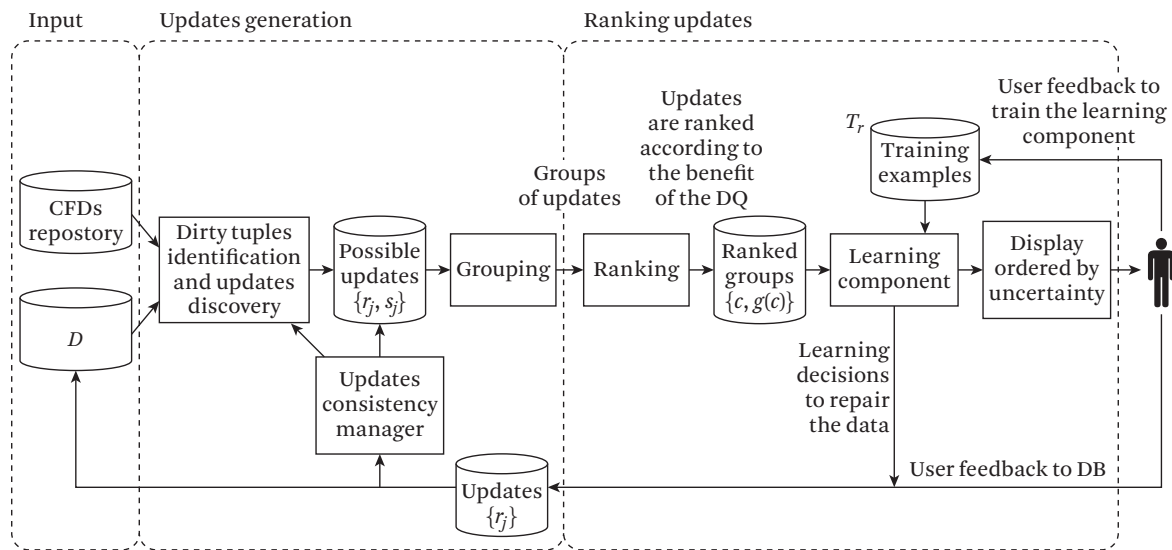 Input
Updates generation
Ranking updates
CFDs
repostory
D
Dirty tuples
identification
and updates
discovery
Possible
updates
{r_j, s_j}
Updates
consistency
manager
Grouping
Groups
of updates
Updates
{r_j}
Ranking
Updates
are ranked
according to
the benefit
of the DQ
Ranked
groups
{c, g(c)}
T_r
Training
examples
Learning
component
Learning
decisions
to repair
the data
Display
ordered by
uncertainty
User feedback to
train the learning
component
User feedback to DB